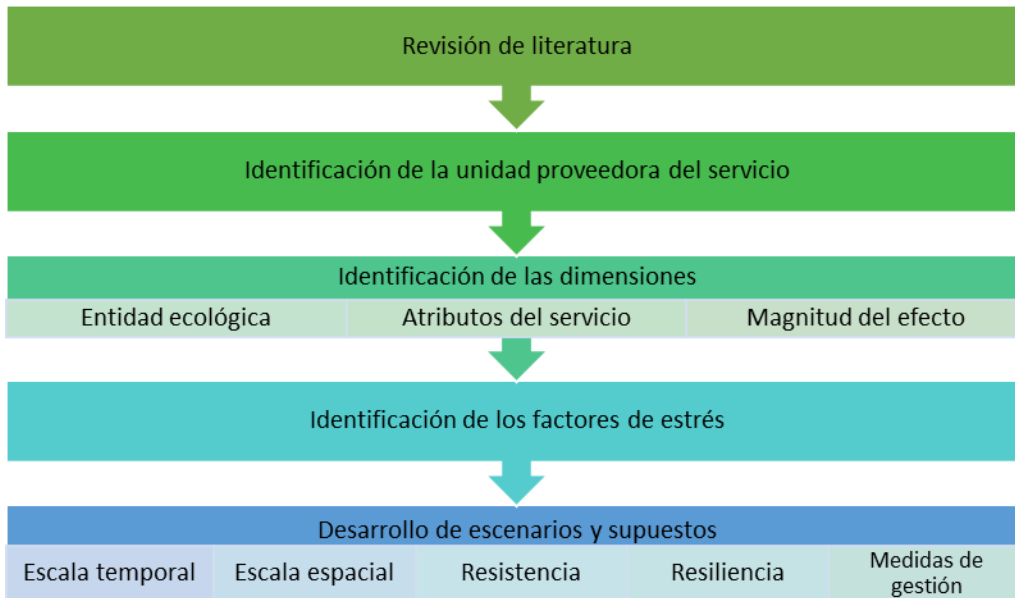 Revisión de literatura
Identificación de la unidad proveedora del servicio
Identificación de las dimensiones
Entidad ecológica
Atributos del servicio
Magnitud del efecto
Identificación de los factores de estrés
Desarrollo de escenarios y supuestos
Escala temporal
Escala espacial
Resistencia
Resiliencia
Medidas de
gestión